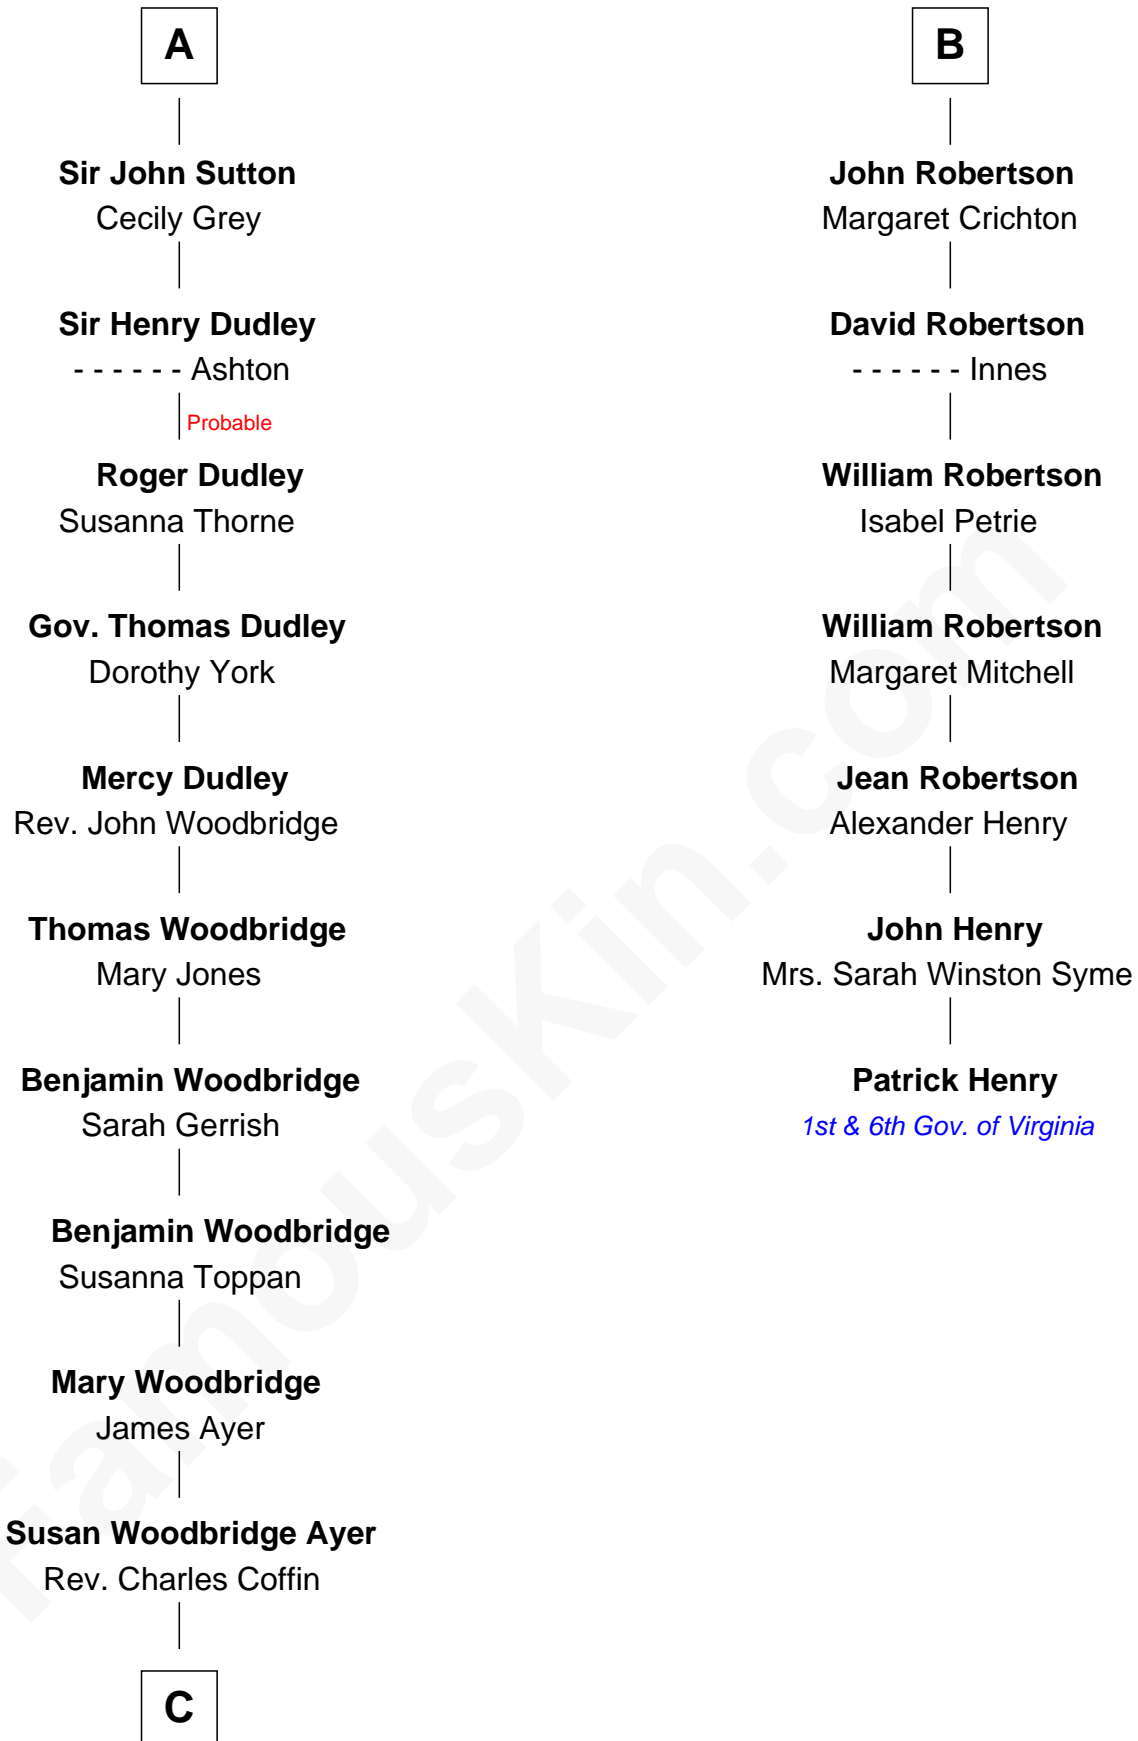 A
Sir John Sutton
Cecily Grey
Sir Henry Dudley
- - - - - - Ashton
Probable
Roger Dudley
Susanna Thorne
Gov. Thomas Dudley
Dorothy York
Mercy Dudley
Rev. John Woodbridge
Thomas Woodbridge
Mary Jones
Benjamin Woodbridge
Sarah Gerrish
Benjamin Woodbridge
Susanna Toppan
Mary Woodbridge
James Ayer
Susan Woodbridge Ayer
Rev. Charles Coffin
C
B
John Robertson
Margaret Crichton
David Robertson
- - - - - - Innes
William Robertson
Isabel Petrie
William Robertson
Margaret Mitchell
Jean Robertson
Alexander Henry
John Henry
Mrs. Sarah Winston Syme
Patrick Henry
1st & 6th Gov. of Virginia
FamousKin.com